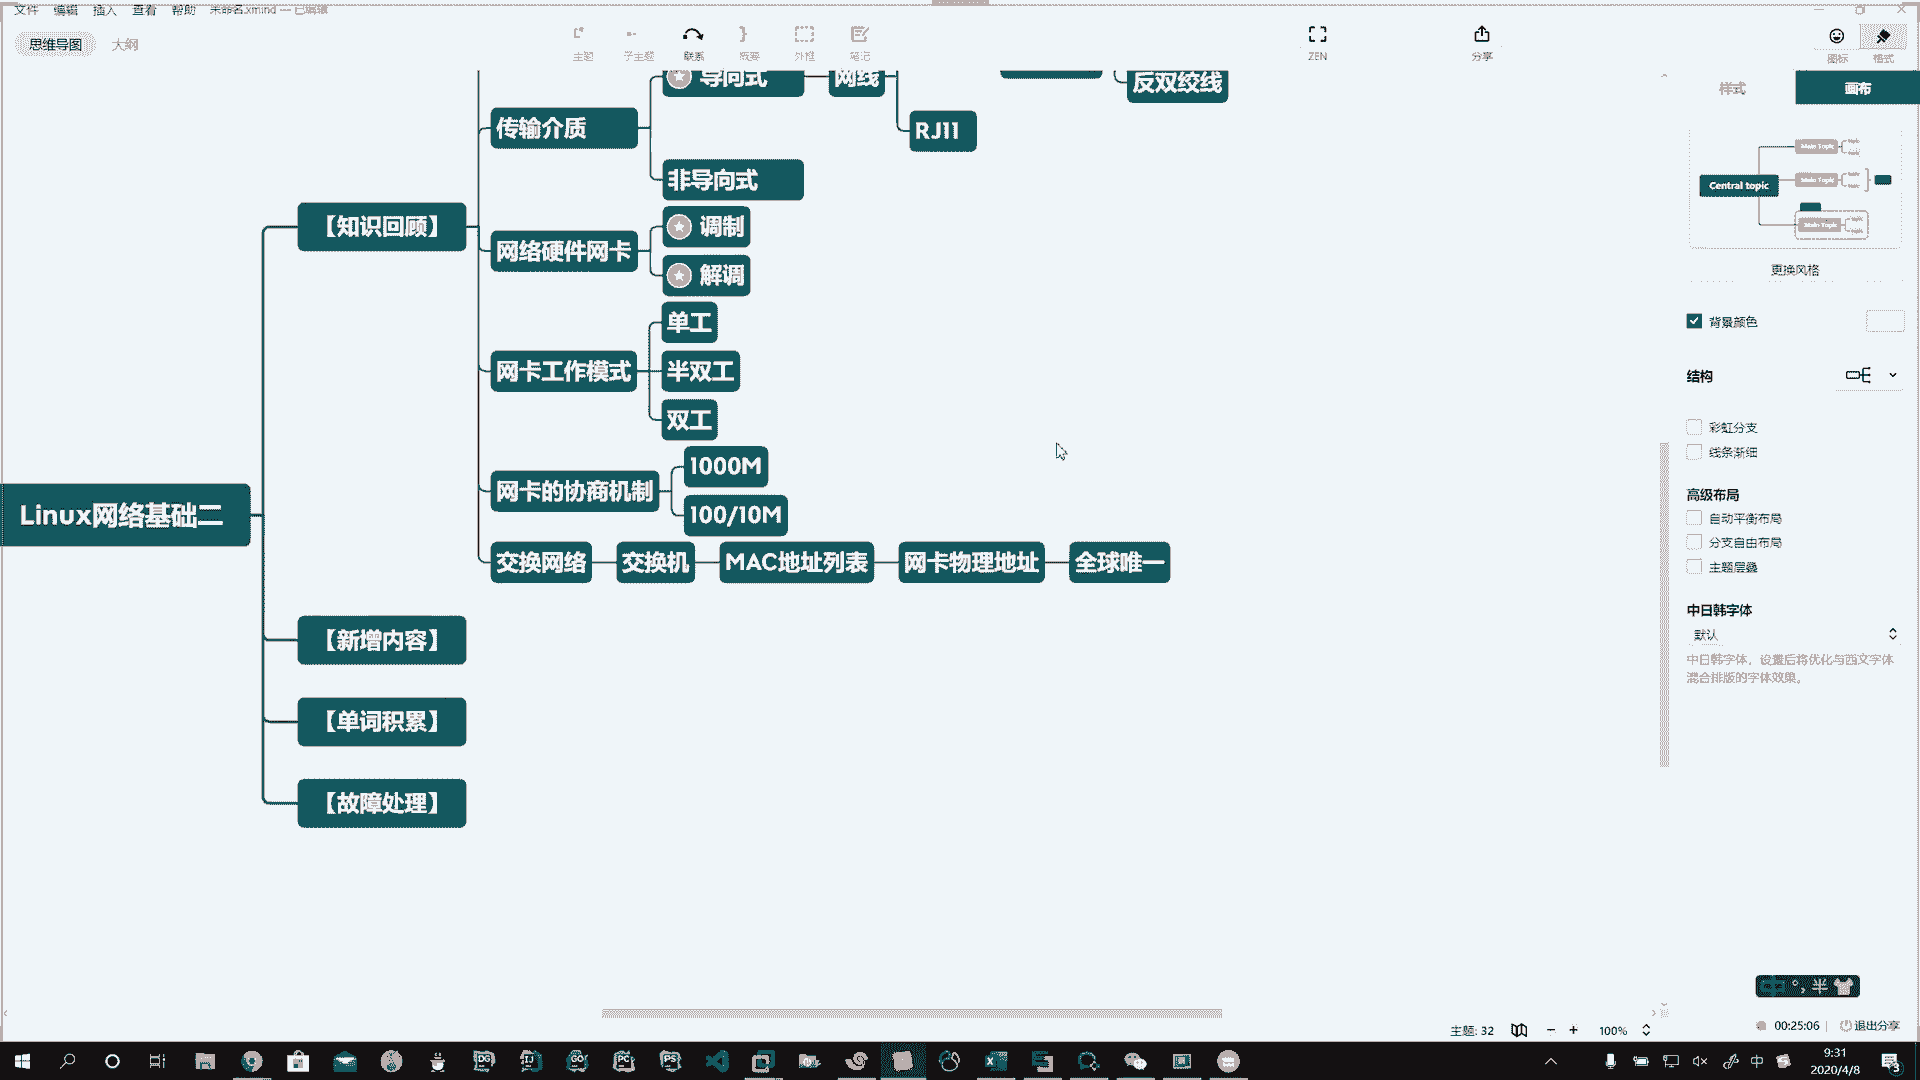 文件 编辑 插入 查看 帮助 未命名.xmind --- 已编辑
思维导图 大纲
主题 子主题 联系 概要 外框 笔记 ZEN 分享 图标 格式
样式 画布
导向式 网线 反双绞线
传输介质 RJ11
非导向式
【知识回顾】
网络硬件网卡 调制
解调
网卡工作模式 单工
半双工
双工
网卡的协商机制 1000M
100/10M
Linux网络基础二
交换网络 交换机 MAC地址列表 网卡物理地址 全球唯一
【新增内容】
【单词积累】
【故障处理】
Central topic
Main Topic
Main Topic
Main Topic
更换风格
背景颜色
结构
彩虹分支
线条渐细
高级布局
自动平衡布局
分支自由布局
主题层叠
中日韩字体
默认
中日韩字体，设置后将优化与西文字体
混合排版的字体效果。
半
主题: 32 100%
00:25:06 退出分享
DG IJ GO PC PS
中
9:31
2020/4/8
3